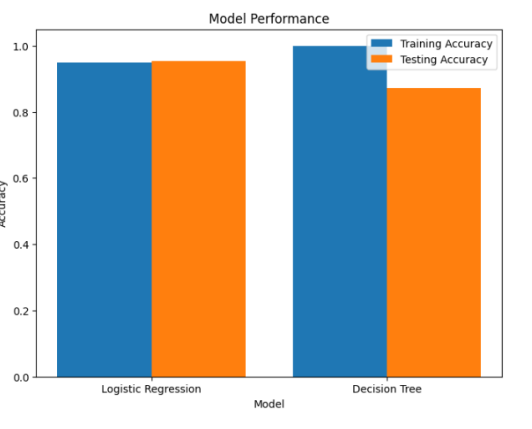 Model Performance
Training Accuracy
Testing Accuracy
1.0
0.8
0.6
0.4
0.2
0.0
Accuracy
Logistic Regression
Decision Tree
Model